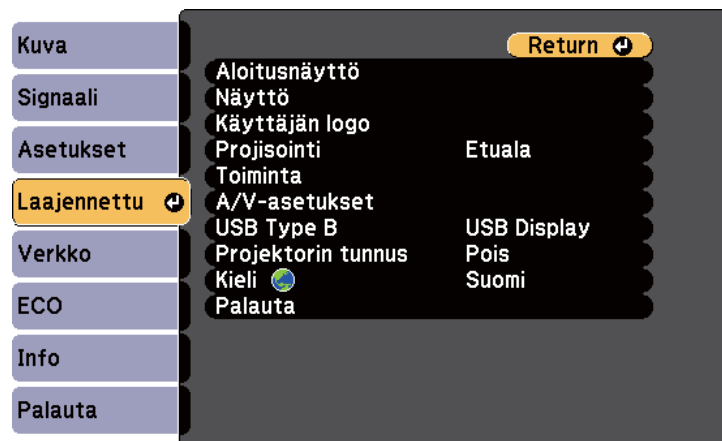 Kuva
Signaali
Asetukset
Laajennettu
Verkko
ECO
Info
Palauta
Return
Aloitusnäyttö
Näyttö
Käyttäjän logo
Projisointi Etuala
Toiminta
A/V-asetukset
USB Type B USB Display
Projektorin tunnus Pois
Kieli Suomi
Palauta